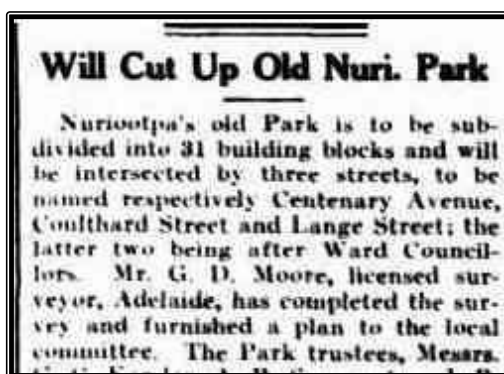 Will Cut Up Old Nuri. Park
Nuriootpa's old Park is to be sub-
divided into 31 building blocks and will
be intersected by three streets, to be
named respectively Centenary Avenue,
Coulthard Street and Lange Street; the
latter two being after Ward Council-
lors. Mr. G. D. Moore, licensed sur-
veyor, Adelaide, has completed the sur-
vey and furnished a plan to the local
committee. The Park trustees, Messrs.